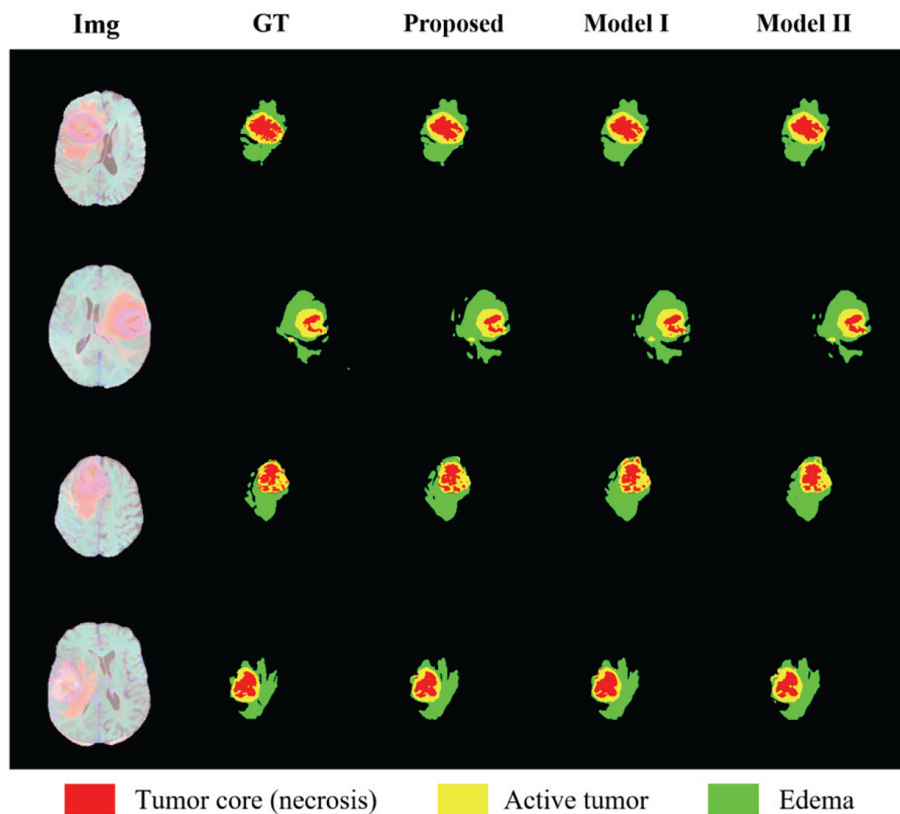 Img GT Proposed Model I Model II
Tumor core (necrosis) Active tumor Edema